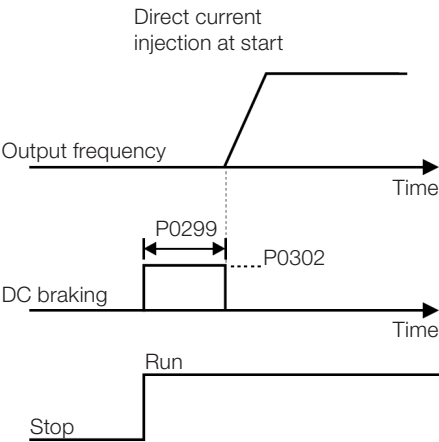 Direct current
injection at start
Output frequency
Time
P0299
P0302
DC braking
Time
Run
Stop